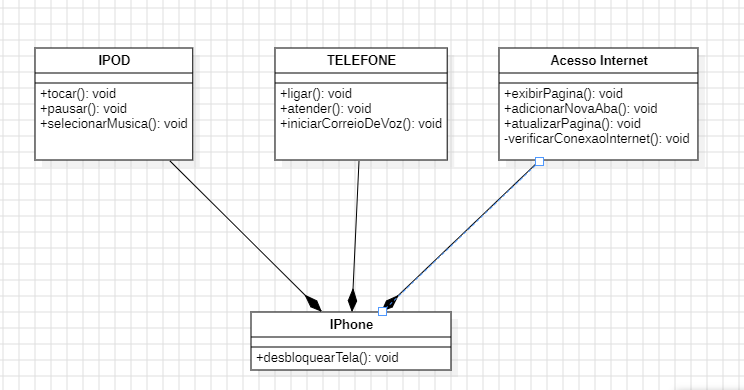 IPOD
+tocar(): void
+pausar(): void
+selecionarMusica(): void
TELEFONE
+ligar(): void
+atender(): void
+iniciarCorreioDeVoz(): void
Acesso Internet
+exibirPagina(): void
+adicionarNovaAba(): void
+atualizarPagina(): void
-verificarConexaoInternet(): void
IPhone
+desbloquearTela(): void